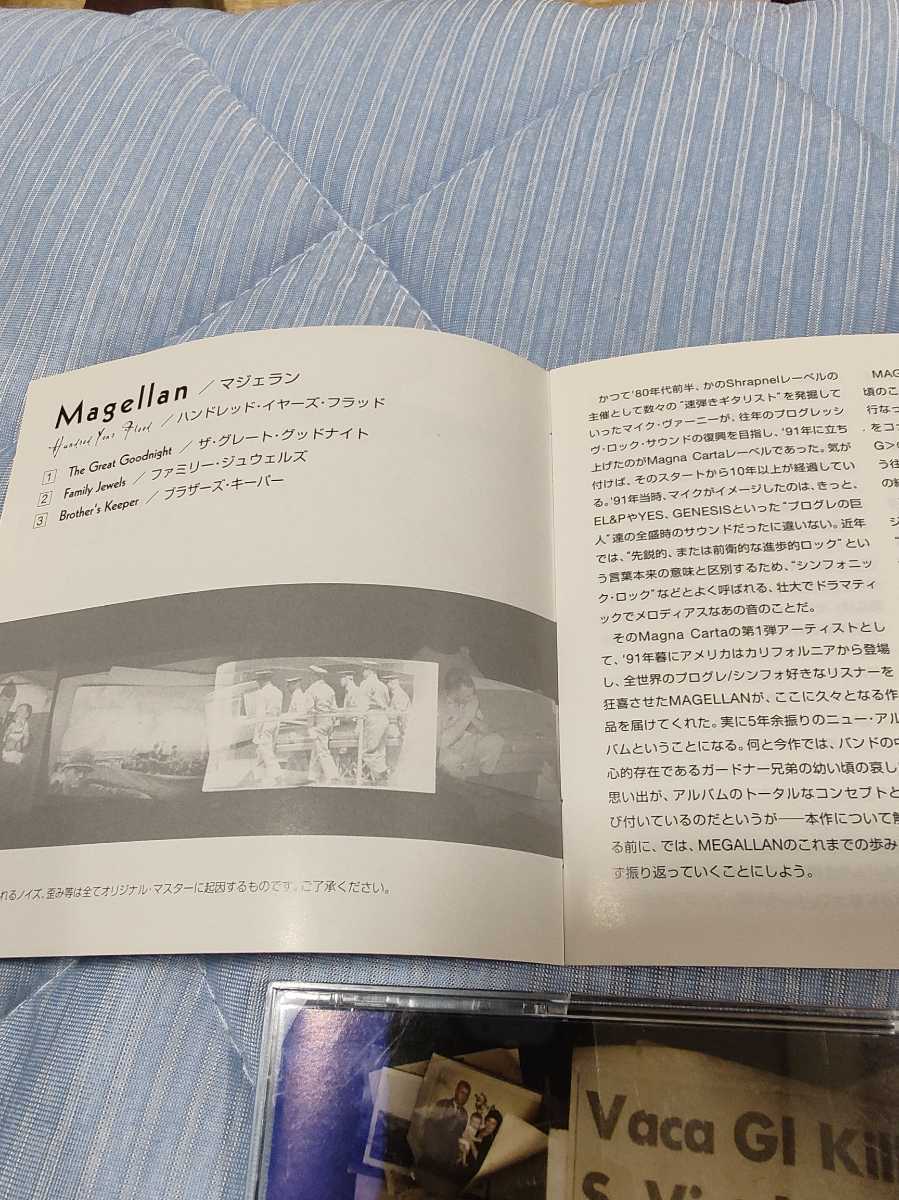 Magellan／マジェラン
Hundred Year Flood／ハンドレッド・イヤーズ・フラッド
1 The Great Goodnight／ザ・グレート・グッドナイト
2 Family Jewels／ファミリー・ジュウェルズ
3 Brother's Keeper／ブラザーズ・キーパー
れるノイズ、歪み等は全てオリジナル・マスターに起因するものです。ご了承ください。
かつて'80年代前半、かのShrapnelレーベルの
主催として数々の“速弾きギタリスト”を発掘して
いったマイク・ヴァーニーが、往年のプログレッシ
ヴ・ロック・サウンドの復興を目指し、'91年に立ち
上げたのがMagna Cartaレーベルであった。気が
付けば、そのスタートから10年以上が経過してい
る。'91年当時、マイクがイメージしたのは、きっと、
EL&PやYES、GENESISといった“プログレの巨
人”達の全盛時のサウンドだったに違いない。近年
では、“先鋭的、または前衛的な進歩的ロック”とい
う言葉本来の意味と区別するため、“シンフォニッ
ク・ロック”などとよく呼ばれる、壮大でドラマティ
ックでメロディアスなあの音のことだ。
そのMagna Cartaの第1弾アーティストとし
て、'91年暮にアメリカはカリフォルニアから登場
し、全世界のプログレ/シンフォ好きなリスナーを
狂喜させたMAGELLANが、ここに久々となる作
品を届けてくれた。実に5年余振りのニュー・アル
バムということになる。何と今作では、バンドの中
心的存在であるガードナー兄弟の幼い頃の哀し
思い出が、アルバムのトータルなコンセプトと
び付いているのだというが――本作について触
る前に、では、MEGALLANのこれまでの歩み
ず振り返っていくことにしよう。
MAG
頃のこ
行なっ
をコ
G>
う往
の
ジ
Vaca GI Kill